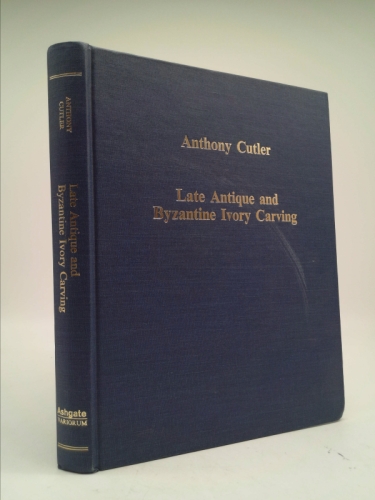 ANTHONY
CUTLER
Late Antique and
Byzantine Ivory Carving
Ashgate
VARIORUM
Anthony Cutler
Late Antique and
Byzantine Ivory Carving